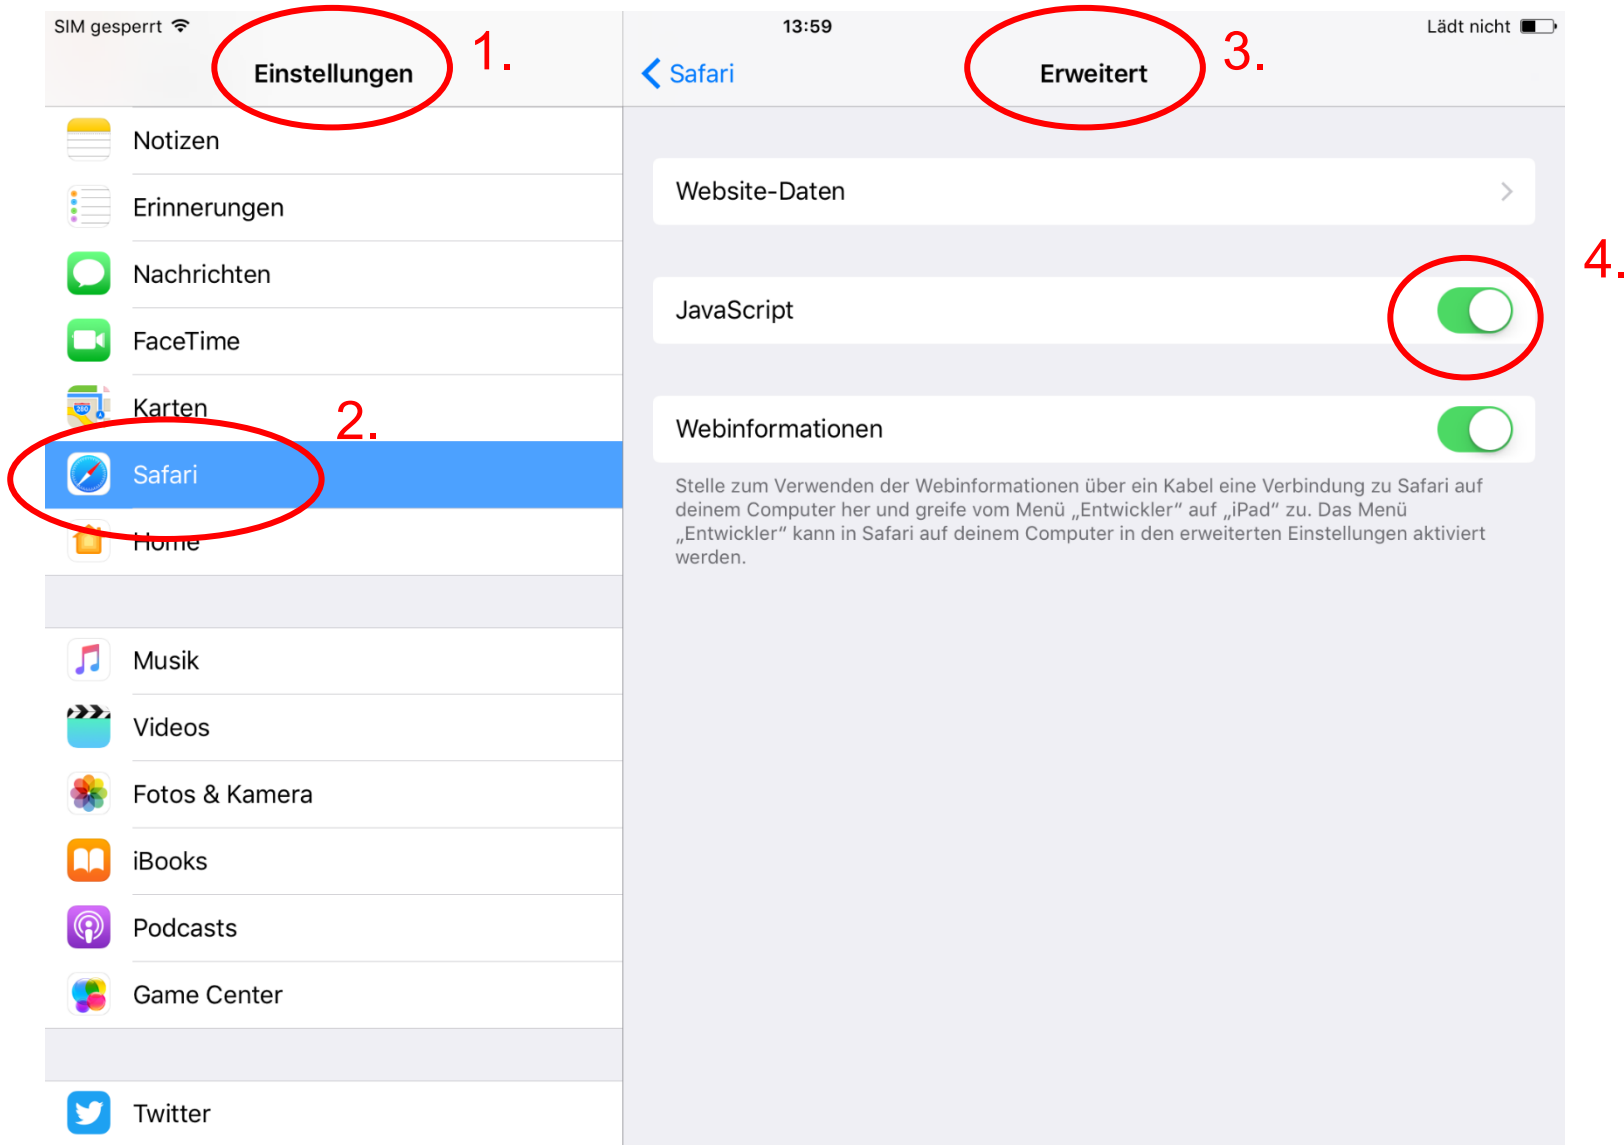 SIM gesperrt
13:59
Lädt nicht
Einstellungen
1.
Safari
Erweitert
3.
Notizen
Erinnerungen
Nachrichten
FaceTime
Karten
2.
Safari
Home
Musik
Videos
Fotos & Kamera
iBooks
Podcasts
Game Center
Twitter
Website-Daten
4.
JavaScript
Webinformationen
Stelle zum Verwenden der Webinformationen über ein Kabel eine Verbindung zu Safari auf
deinem Computer her und greife vom Menü „Entwickler“ auf „iPad“ zu. Das Menü
„Entwickler“ kann in Safari auf deinem Computer in den erweiterten Einstellungen aktiviert
werden.